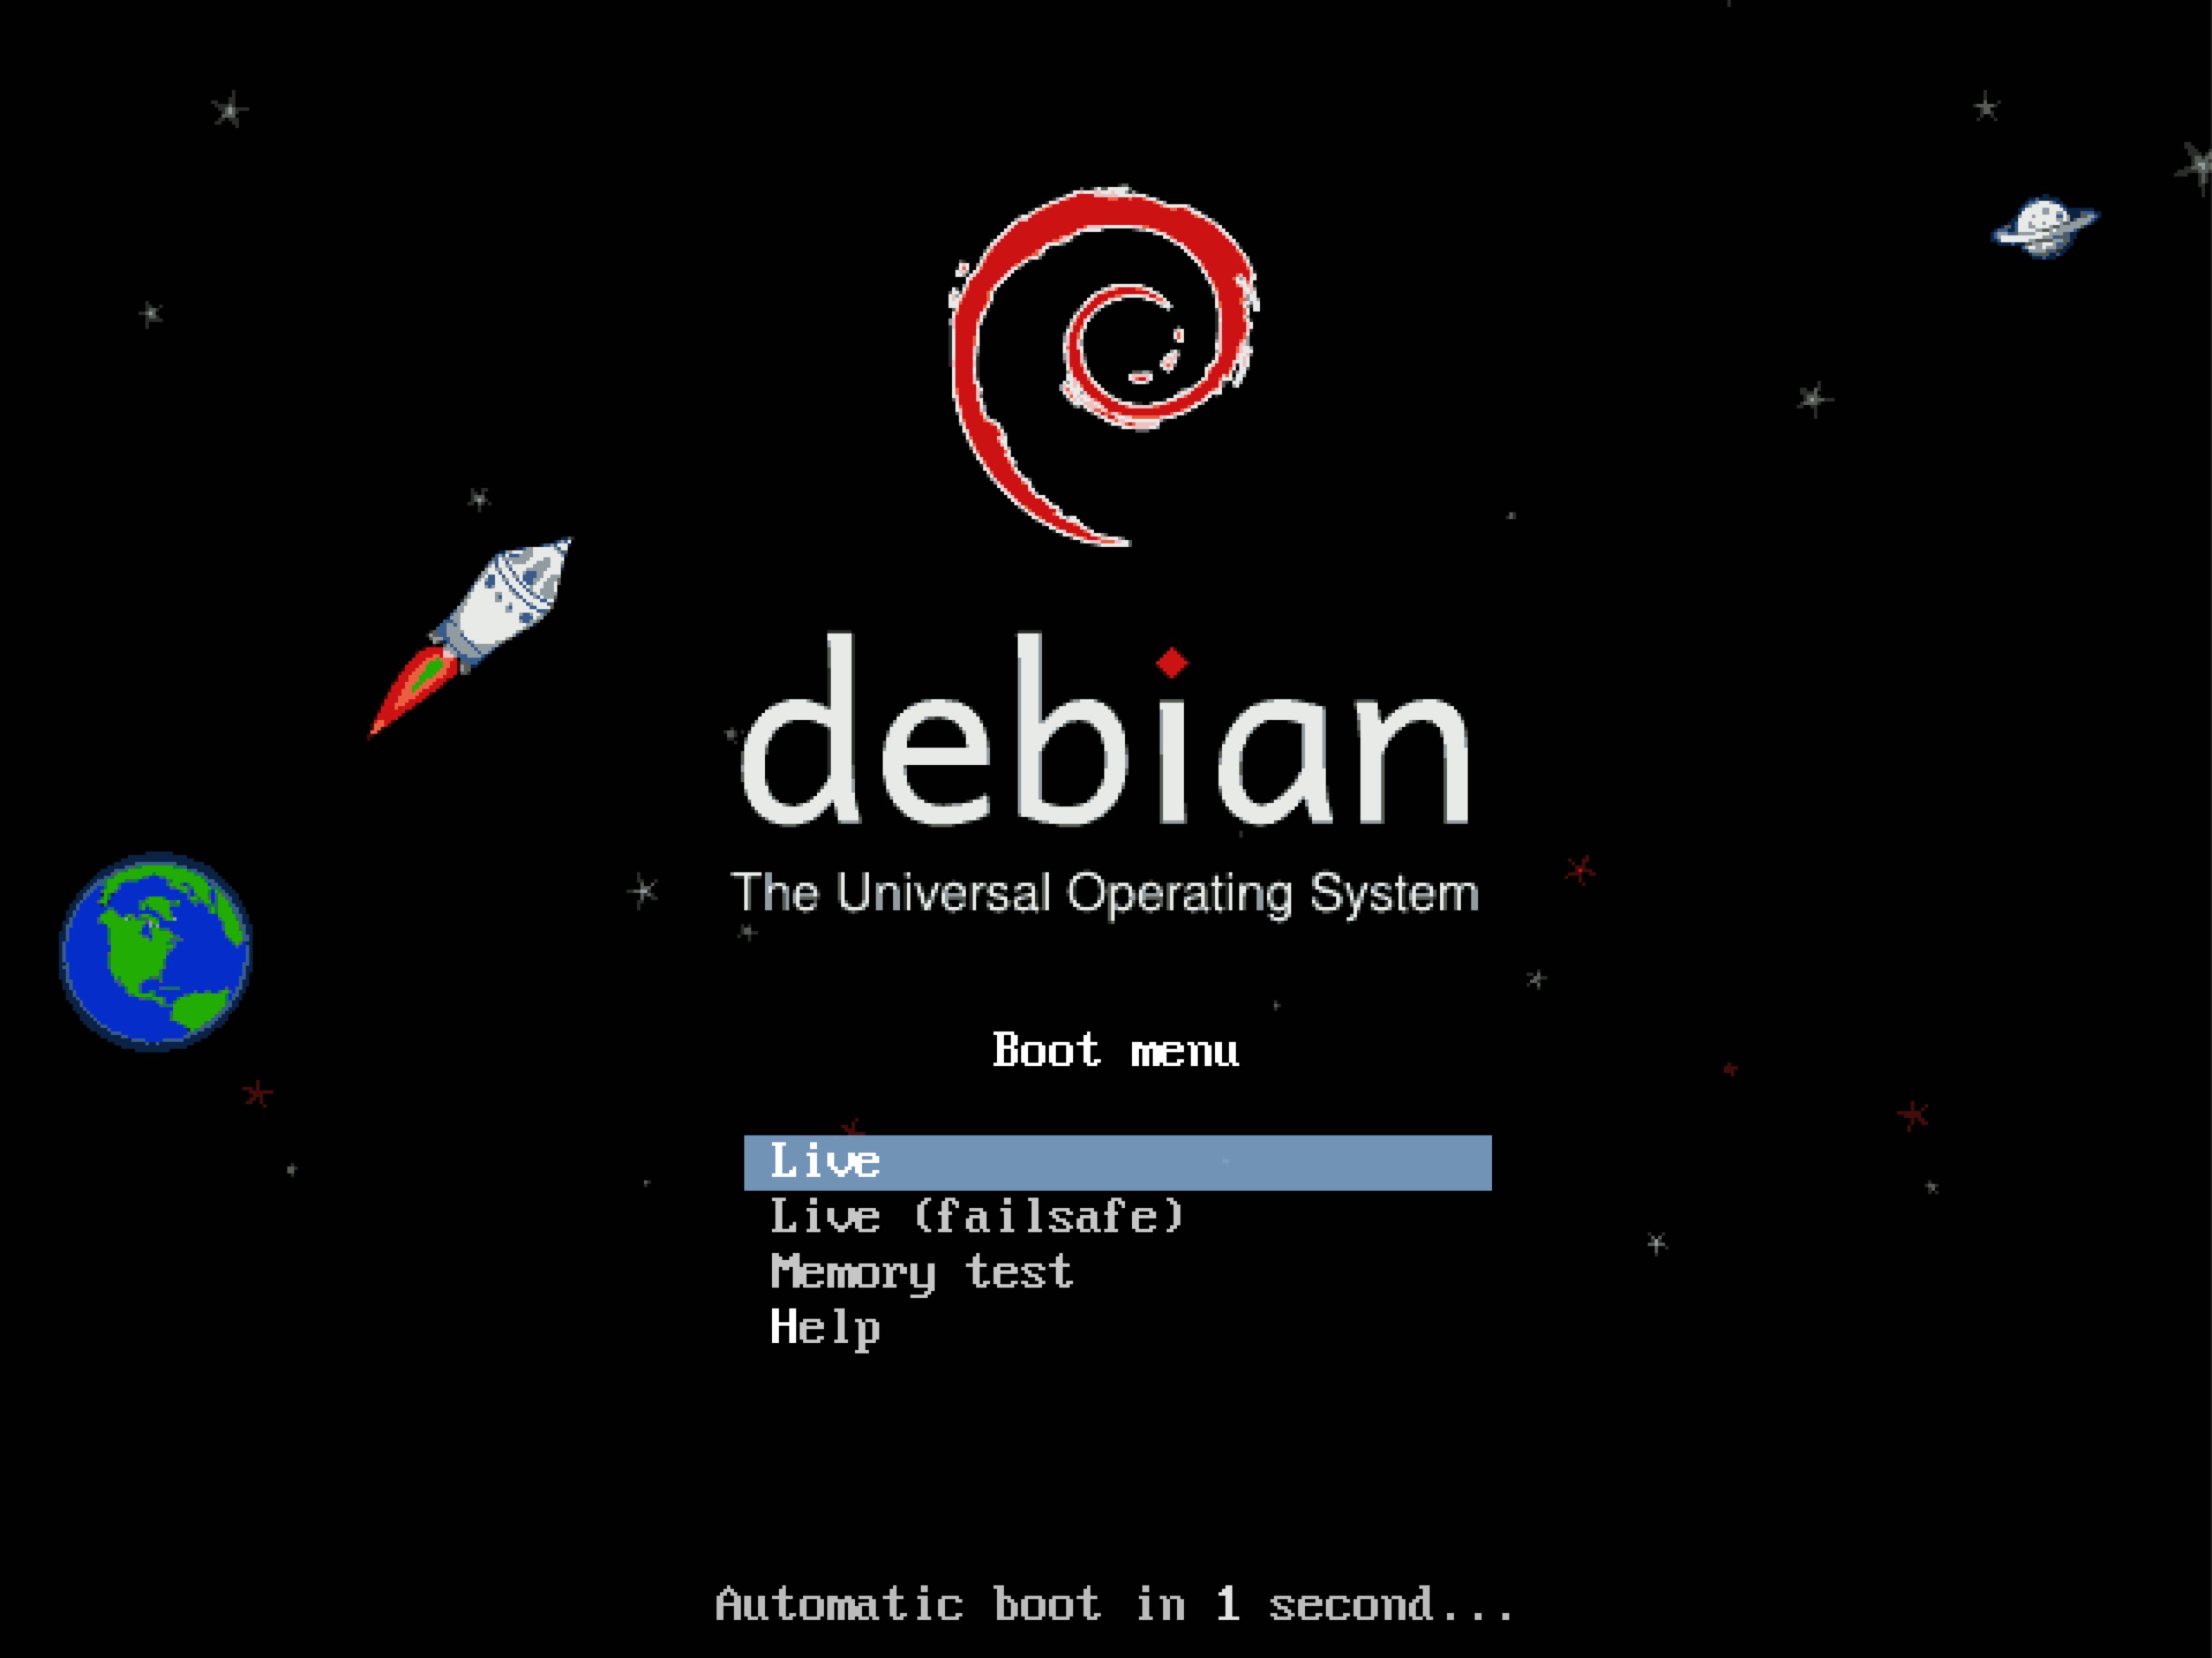 debian
The Universal Operating System
Boot menu
Live
Live (failsafe)
Memory test
Help
Automatic boot in 1 second...